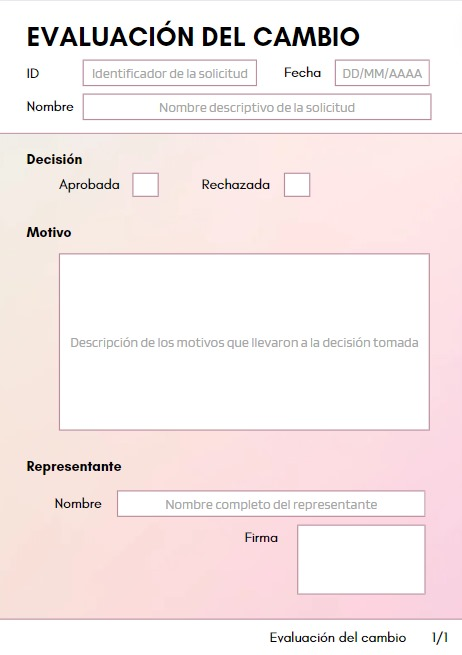 EVALUACIÓN DEL CAMBIO
ID Identificador de la solicitud Fecha DD/MM/AAAA
Nombre Nombre descriptivo de la solicitud
Decisión
Aprobada Rechazada
Motivo
Descripción de los motivos que llevaron a la decisión tomada
Representante
Nombre Nombre completo del representante
Firma
Evaluación del cambio 1/1